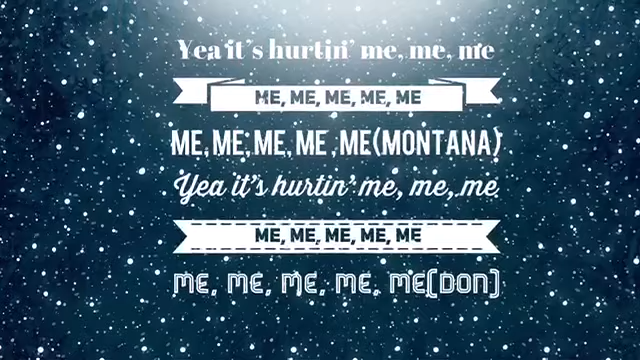 Yea it's hurtin' me, me, me
ME, ME, ME, ME, ME
ME, ME, ME, ME ,ME(MONTANA)
Yea it's hurtin' me, me, me
ME, ME, ME, ME, ME
ME, ME, ME, ME, ME(DON)